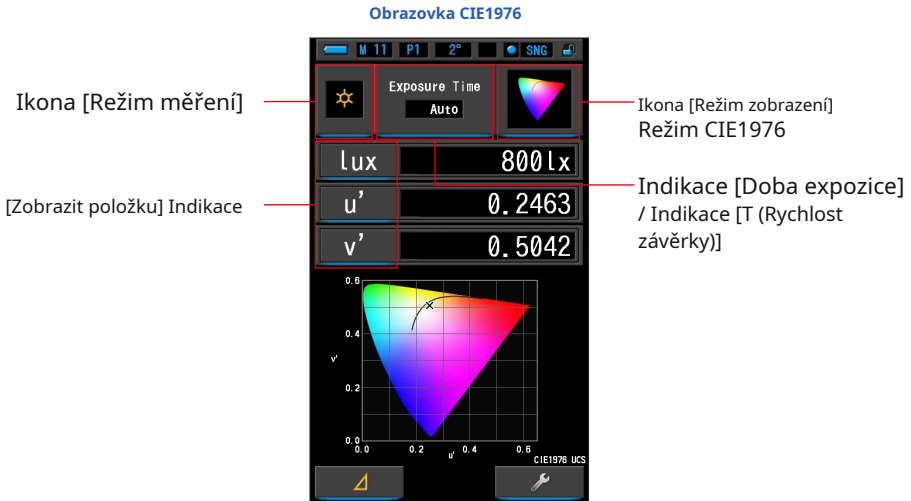 Obrazovka CIE1976
M 11 P1 2° SNG
Ikona [Režim měření]
Exposure Time
Auto
Ikona [Režim zobrazení]
Režim CIE1976
lux 800lx
[Zobrazit položku] Indikace
u' 0.2463
v' 0.5042
Indikace [Doba expozice]
/ Indikace [T (Rychlost
závěrky)]
0.6
0.4
v'
0.2
0.0
0.0 0.2 u' 0.4 0.6
CIE1976 UCS